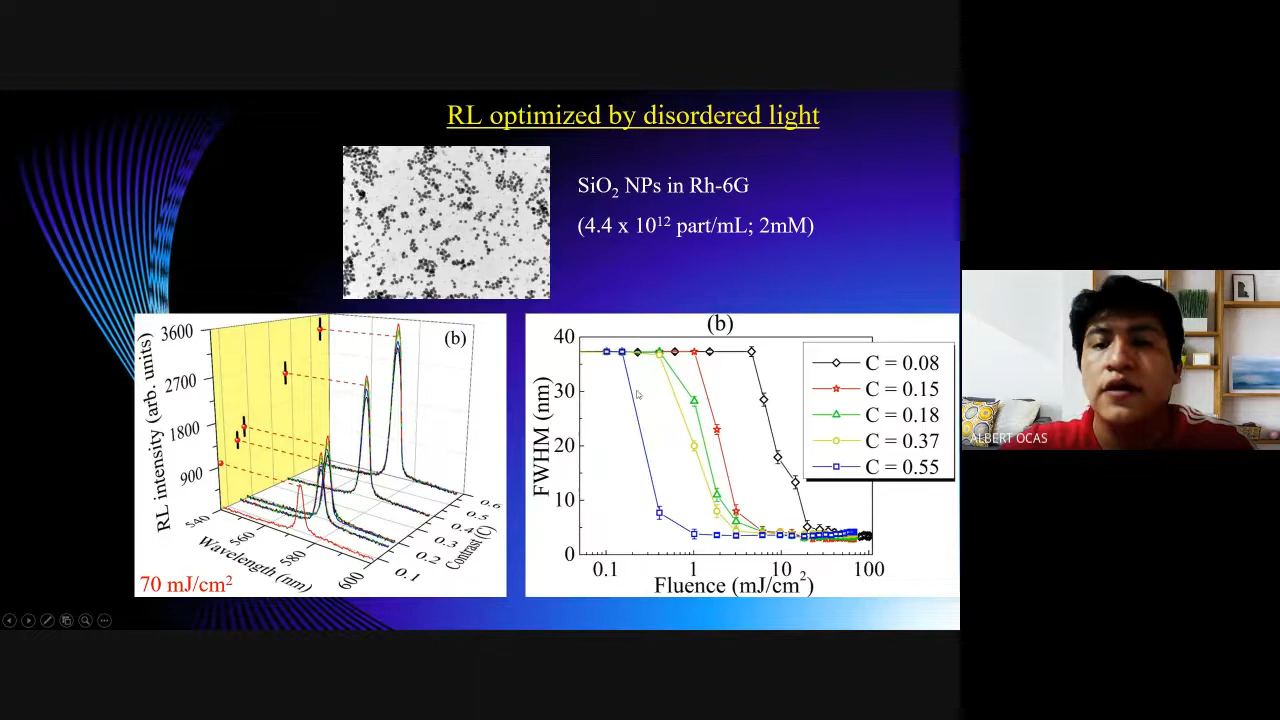 RL optimized by disordered light
SiO₂ NPs in Rh-6G
(4.4 x 10¹² part/mL; 2mM)
(b)
3600
2700
1800
900
RL intensity (arb. units)
540
560
580
600
Wavelength (nm)
0.1
0.2
0.3
0.4
0.5
0.6
Contrast (C)
70 mJ/cm²
(b)
40
30
20
10
0
FWHM (nm)
0.1 1 10 100
Fluence (mJ/cm²)
C = 0.08
C = 0.15
C = 0.18
C = 0.37
C = 0.55
ALBERT OCAS